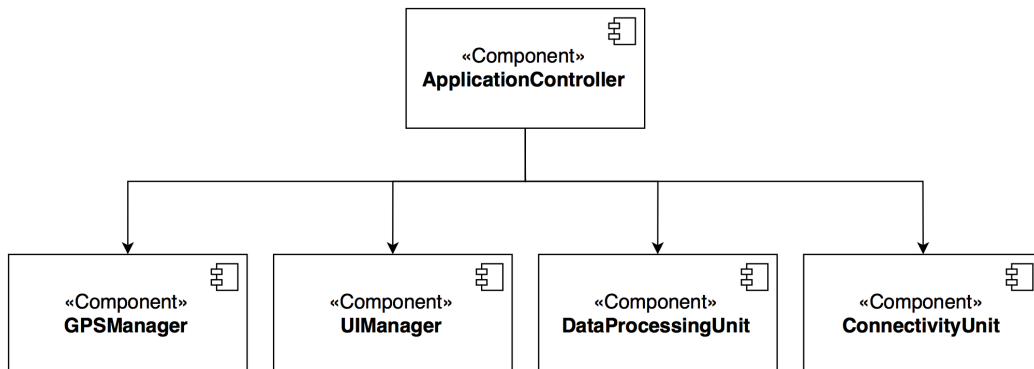 «Component»
ApplicationController
«Component»
GPSManager
«Component»
UIManager
«Component»
DataProcessingUnit
«Component»
ConnectivityUnit